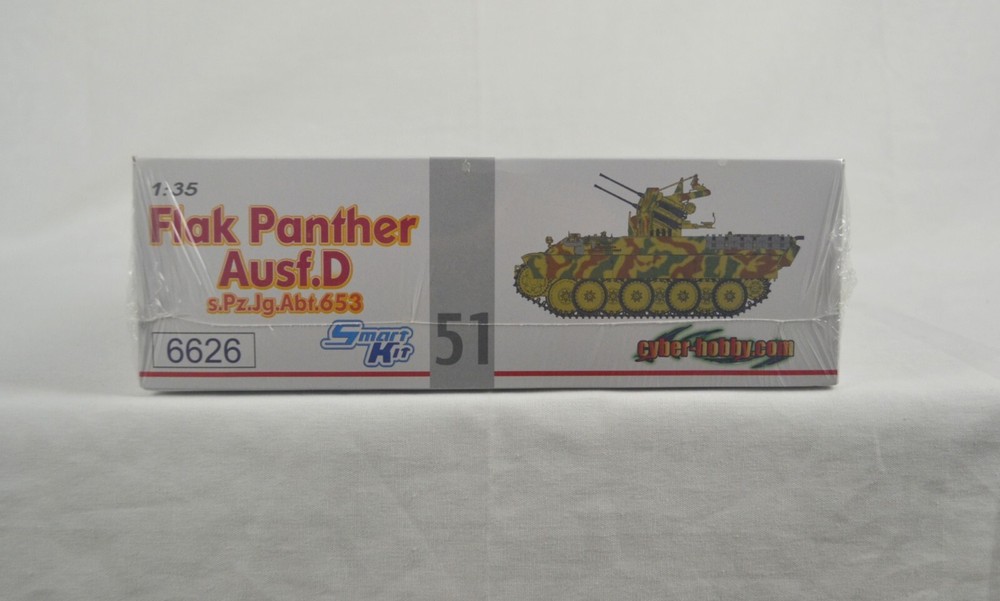 1:35
Flak Panther
Ausf.D
s.Pz.Jg.Abt.653
6626
Smart
Kit
51
cyber-hobby.com